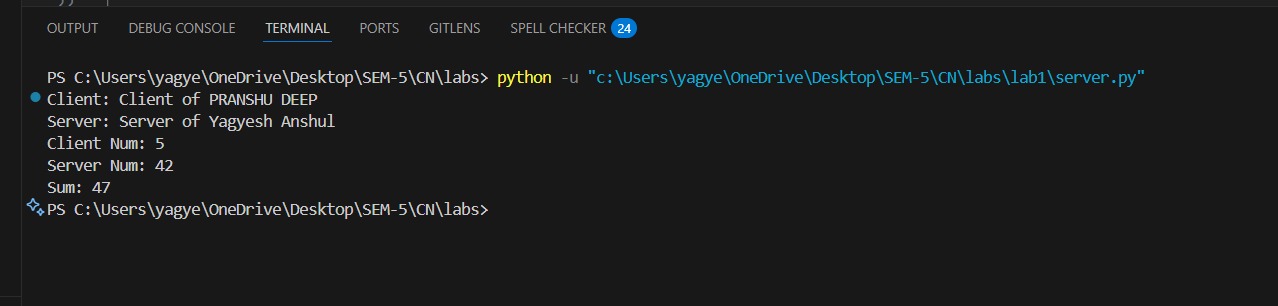 OUTPUT DEBUG CONSOLE TERMINAL PORTS GITLENS SPELL CHECKER 24
PS C:\Users\yagye\OneDrive\Desktop\SEM-5\CN\labs> python -u "c:\Users\yagye\OneDrive\Desktop\SEM-5\CN\labs\lab1\server.py"
Client: Client of PRANSHU DEEP
Server: Server of Yagyesh Anshul
Client Num: 5
Server Num: 42
Sum: 47
PS C:\Users\yagye\OneDrive\Desktop\SEM-5\CN\labs>